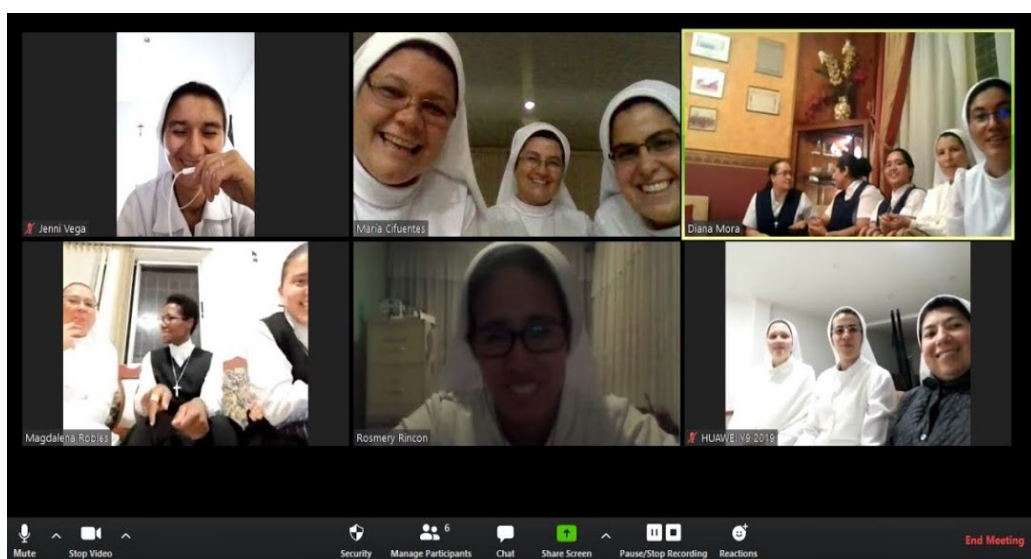 Jenni Vega
María Cifuentes
Diana Mora
Magdalena Robles
Rosmery Rincon
HUAWEI Y9 2019
Mute
Stop Video
Security
Manage Participants
6
Chat
Share Screen
Pause/Stop Recording
Reactions
End Meeting